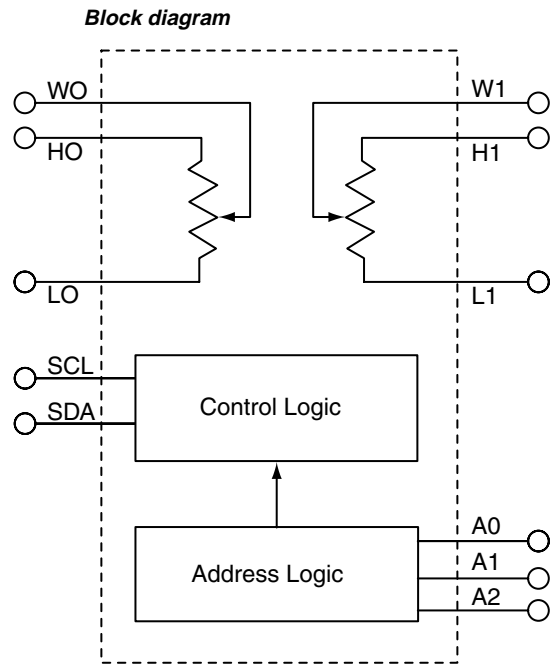 Block diagram
WO
HO
LO
W1
H1
L1
SCL
SDA
Control Logic
Address Logic
A0
A1
A2